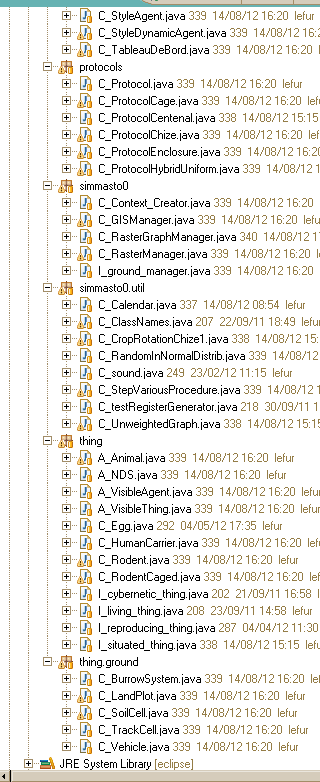 C_StyleAgent.java 339 14/08/12 16:20 lefur
C_StyleDynamicAgent.java 339 14/08/12 16:20
C_TableauDeBord.java 339 14/08/12 16:20 le
protocols
C_Protocol.java 339 14/08/12 16:20 lefur
C_ProtocolCage.java 339 14/08/12 16:20 lefu
C_ProtocolCentenal.java 338 14/08/12 15:15
C_ProtocolChize.java 339 14/08/12 16:20 lef
C_ProtocolEnclosure.java 339 14/08/12 16:20
C_ProtocolHybridUniform.java 339 14/08/12
simmasto0
C_Context_Creator.java 339 14/08/12 16:20
C_GISManager.java 339 14/08/12 16:20 lefur
C_RasterGraphManager.java 340 14/08/12 1
C_RasterManager.java 339 14/08/12 16:20 le
I_ground_manager.java 339 14/08/12 16:20
simmasto0.util
C_Calendar.java 337 14/08/12 08:54 lefur
C_ClassNames.java 207 22/09/11 18:49 lefur
C_CropRotationChize1.java 338 14/08/12 15:
C_RandomInNormalDistrib.java 339 14/08/12
C_sound.java 249 23/02/12 11:15 lefur
C_StepVariousProcedure.java 339 14/08/12 1
C_testRegisterGenerator.java 218 30/09/11 1
C_UnweightedGraph.java 338 14/08/12 15:15
thing
A_Animal.java 339 14/08/12 16:20 lefur
A_NDS.java 339 14/08/12 16:20 lefur
A_VisibleAgent.java 339 14/08/12 16:20 lefur
A_VisibleThing.java 339 14/08/12 16:20 lefur
C_Egg.java 292 04/05/12 17:35 lefur
C_HumanCarrier.java 339 14/08/12 16:20 lef
C_Rodent.java 339 14/08/12 16:20 lefur
C_RodentCaged.java 339 14/08/12 16:20 lefu
I_cybernetic_thing.java 202 21/09/11 16:58 l
I_living_thing.java 208 23/09/11 14:58 lefur
I_reproducing_thing.java 287 04/04/12 11:30
I_situated_thing.java 338 14/08/12 15:15 lefu
thing.ground
C_BurrowSystem.java 339 14/08/12 16:20 lef
C_LandPlot.java 339 14/08/12 16:20 lefur
C_SoilCell.java 339 14/08/12 16:20 lefur
C_TrackCell.java 339 14/08/12 16:20 lefur
C_Vehicle.java 339 14/08/12 16:20 lefur
JRE System Library [eclipse]